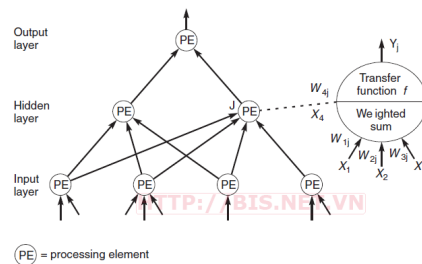 Output
layer
PE
Yj
Transfer
function f
Hidden
layer
PE
J
PE
W4j
X4
We ighted
sum
W1j
W2j
W3j
X1
X2
X
Input
layer
PE
PE
PE
PE
HTTP://BIS.NET.VN
PE = processing element